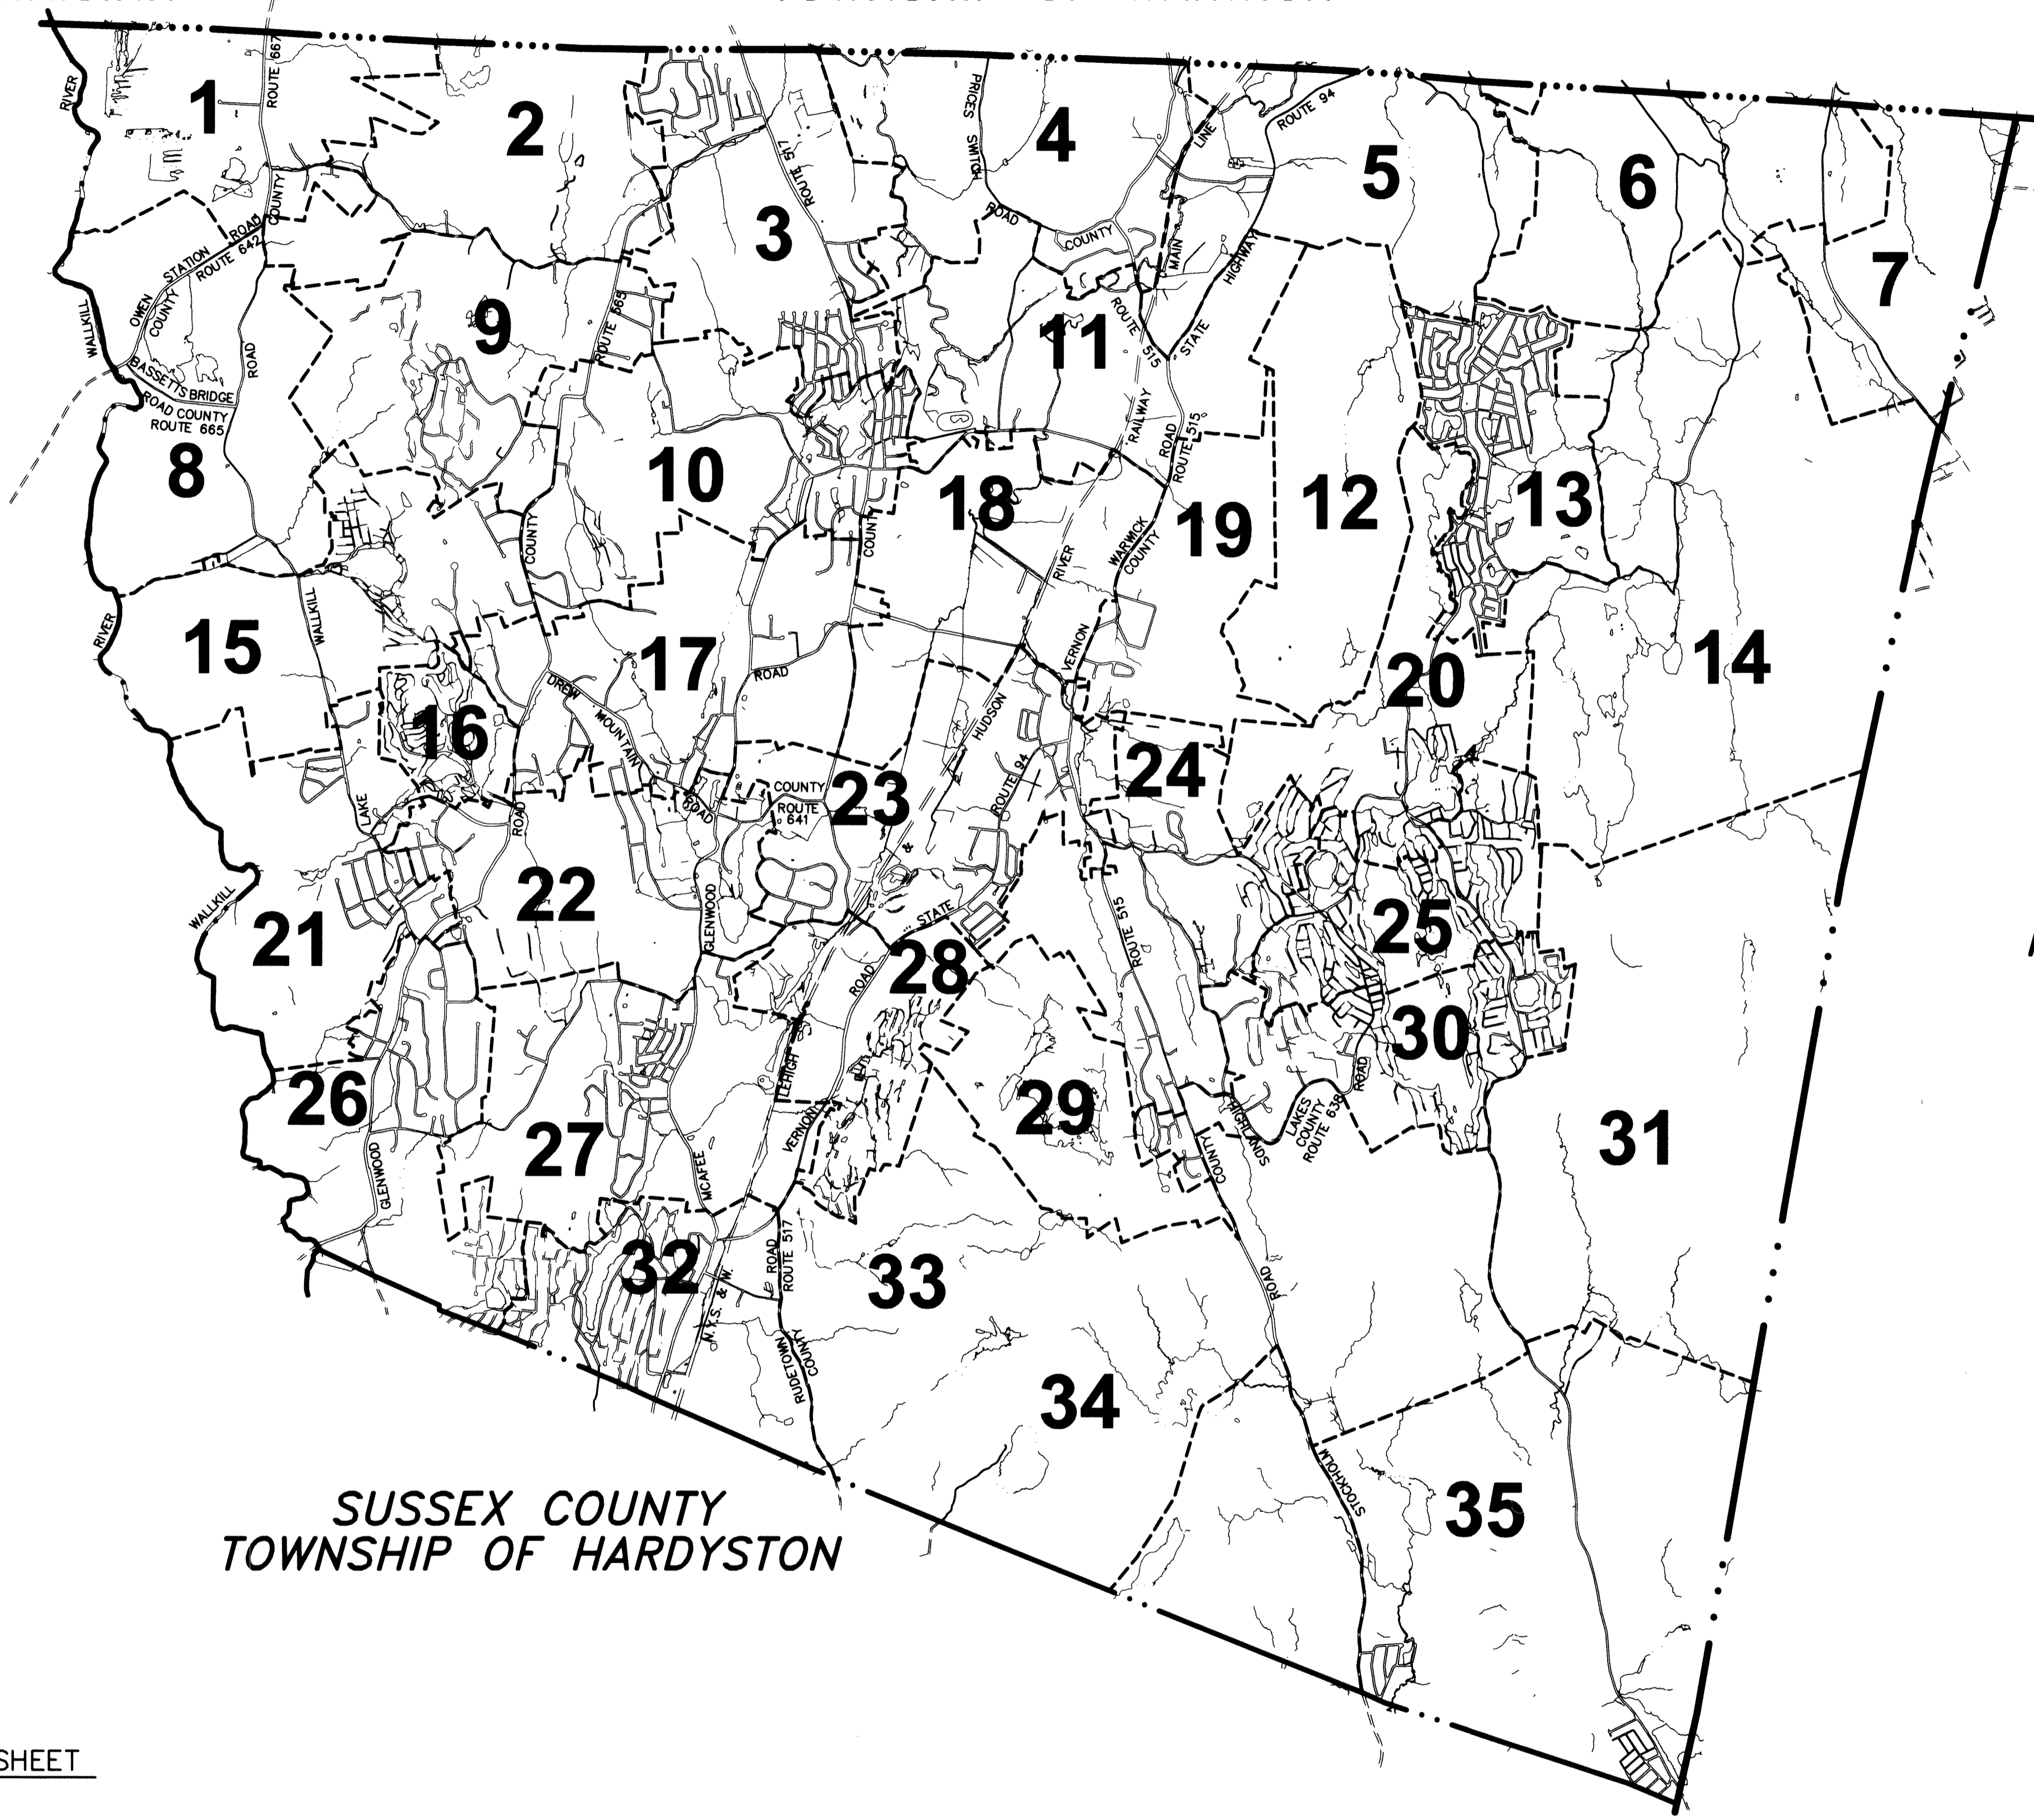 1
2
3
4
5
6
7
8
9
10
11
12
13
14
15
16
17
18
19
20
21
22
23
24
25
26
27
28
29
30
31
32
33
34
35
RIVER
ROUTE 667
COUNTY
OWEN
STATION
ROAD
COUNTY
ROUTE 642
WALLKILL
BASSETTS BRIDGE
ROAD COUNTY
ROUTE 665
ROAD
ROUTE 517
PRICES
SWITCH
ROAD
COUNTY
LINE
MAIN
ROUTE 94
HIGHWAY
STATE
ROUTE 515
ROUTE 565
RAILWAY
ROAD
ROUTE 515
COUNTY
COUNTY
RIVER
WARWICK
COUNTY
RIVER
WALLKILL
LAKE
VERNON
ROAD
DREW
MOUNTAIN
ROAD
HUDSON
ROUTE 94
COUNTY
ROUTE
641
ROAD
&
WALLKILL
GLENWOOD
STATE
ROAD
ROUTE 515
LEHIGH
VERNON
ROAD
HIGHLANDS
LAKES
COUNTY
ROUTE 638
COUNTY
GLENWOOD
MCAFEE
ROAD
ROUTE 517
N.Y.S. & W.
RUDETOWN
COUNTY
ROAD
STOCKHOLM
SUSSEX COUNTY
TOWNSHIP OF HARDYSTON
SHEET